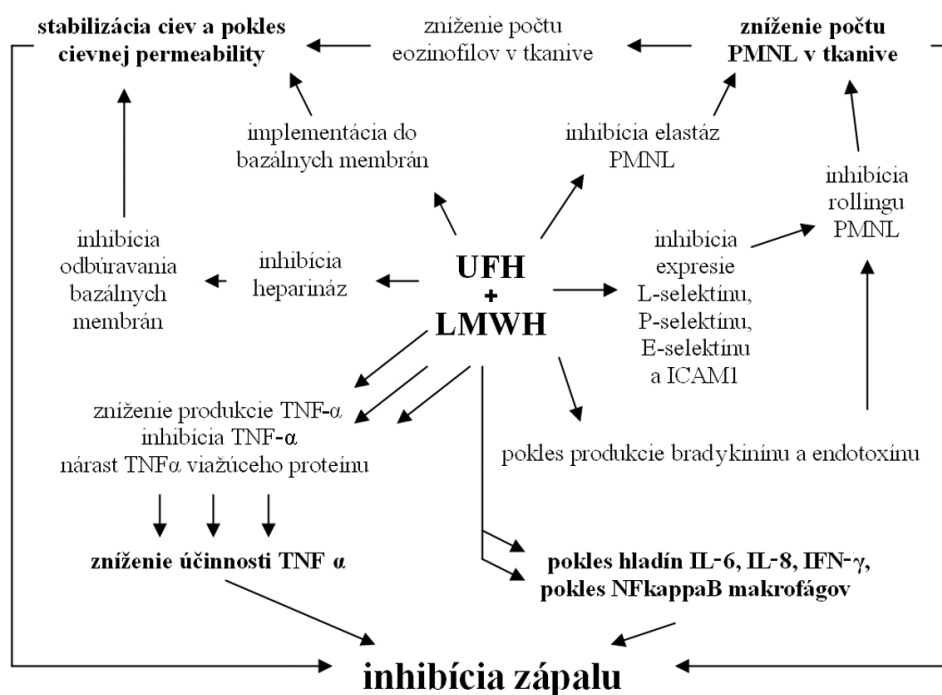 stabilizácia ciev a pokles
cievnej permeability
zníženie počtu
eozinofilov v tkanive
zníženie počtu
PMNL v tkanive
implementácia do
bazálnych membrán
inhibícia elastáz
PMNL
inhibícia
rollingu
PMNL
inhibícia
odbúravania
bazálnych
membrán
inhibícia
heparináz
UFH
+
LMWH
inhibícia
expresie
L-selektínu,
P-selektínu,
E-selektínu
a ICAM1
zníženie produkcie TNF-α
inhibícia TNF-α
nárast TNFα viažúceho proteínu
pokles produkcie bradykinínu a endotoxínu
zníženie účinnosti TNF α
pokles hladín IL-6, IL-8, IFN-γ,
pokles NFkappaB makrofágov
inhibícia zápalu